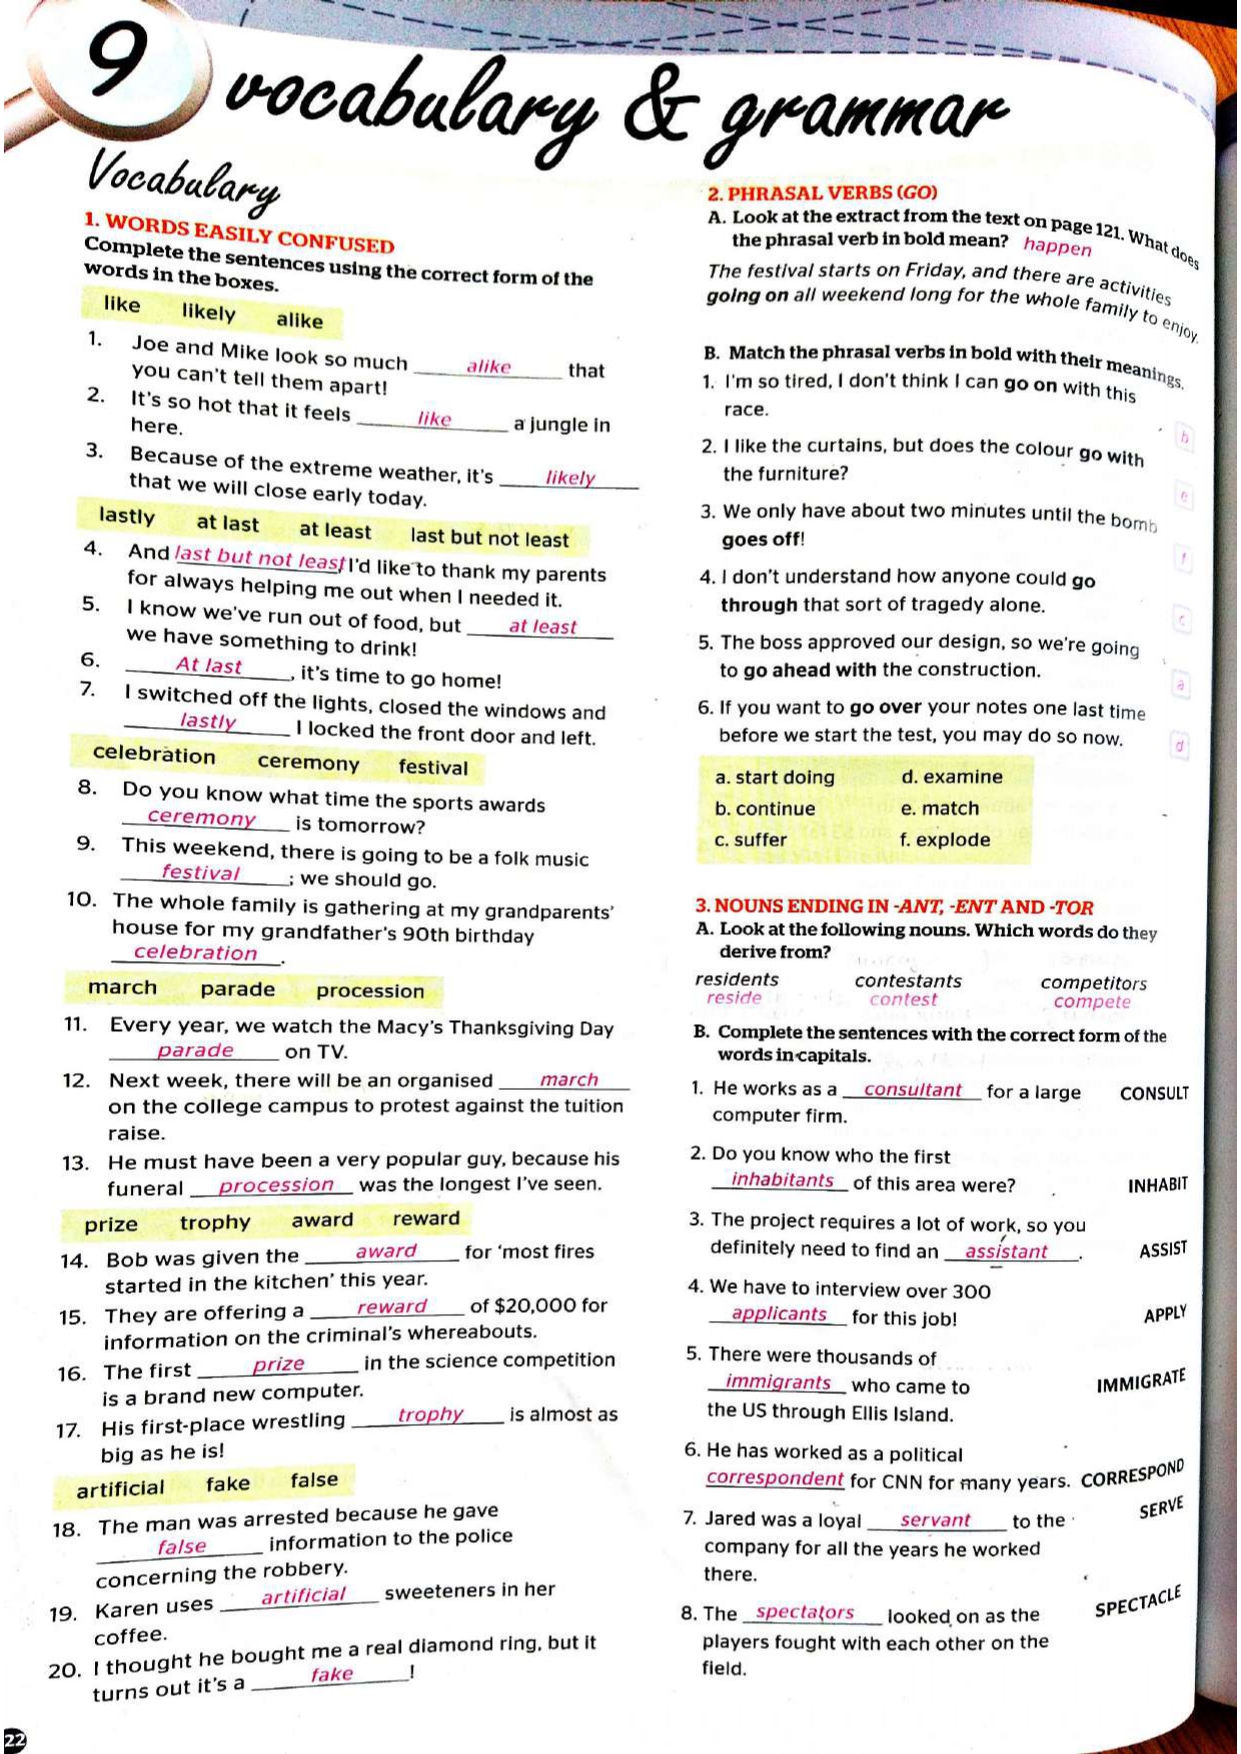 9
vocabulary & grammar
Vocabulary
1. WORDS EASILY CONFUSED
Complete the sentences using the correct form of the
words in the boxes.
like likely alike
1. Joe and Mike look so much alike that
you can't tell them apart!
2. It's so hot that it feels like a jungle in
here.
3. Because of the extreme weather, it's likely
that we will close early today.
lastly at last at least last but not least
4. And last but not least I'd like to thank my parents
for always helping me out when I needed it.
5. I know we've run out of food, but at least
we have something to drink!
6. At last, it's time to go home!
7. I switched off the lights, closed the windows and
lastly I locked the front door and left.
celebration ceremony festival
8. Do you know what time the sports awards
ceremony is tomorrow?
9. This weekend, there is going to be a folk music
festival; we should go.
10. The whole family is gathering at my grandparents'
house for my grandfather's 90th birthday
celebration.
march parade procession
11. Every year, we watch the Macy's Thanksgiving Day
parade on TV.
12. Next week, there will be an organised march
on the college campus to protest against the tuition
raise.
13. He must have been a very popular guy, because his
funeral procession was the longest I've seen.
prize trophy award reward
14. Bob was given the award for 'most fires
started in the kitchen' this year.
15. They are offering a reward of $20,000 for
information on the criminal's whereabouts.
16. The first prize in the science competition
is a brand new computer.
17. His first-place wrestling trophy is almost as
big as he is!
artificial fake false
18. The man was arrested because he gave
false information to the police
concerning the robbery.
19. Karen uses artificial sweeteners in her
coffee.
20. I thought he bought me a real diamond ring, but it
turns out it's a fake!
22
2. PHRASAL VERBS (GO)
A. Look at the extract from the text on page 121. What does
the phrasal verb in bold mean? happen
The festival starts on Friday, and there are activities
going on all weekend long for the whole family to enjoy.
B. Match the phrasal verbs in bold with their meanings.
1. I'm so tired, I don't think I can go on with this
race. b
2. I like the curtains, but does the colour go with
the furniture? e
3. We only have about two minutes until the bomb
goes off! f
4. I don't understand how anyone could go
through that sort of tragedy alone. c
5. The boss approved our design, so we're going
to go ahead with the construction. a
6. If you want to go over your notes one last time
before we start the test, you may do so now. d
a. start doing d. examine
b. continue e. match
c. suffer f. explode
3. NOUNS ENDING IN -ANT, -ENT AND -TOR
A. Look at the following nouns. Which words do they
derive from?
residents contestants competitors
reside contest compete
B. Complete the sentences with the correct form of the
words in capitals.
1. He works as a consultant for a large CONSULT
computer firm.
2. Do you know who the first
inhabitants of this area were? INHABIT
3. The project requires a lot of work, so you
definitely need to find an assistant. ASSIST
4. We have to interview over 300
applicants for this job! APPLY
5. There were thousands of
immigrants who came to IMMIGRATE
the US through Ellis Island.
6. He has worked as a political
correspondent for CNN for many years. CORRESPOND
7. Jared was a loyal servant to the SERVE
company for all the years he worked
there.
8. The spectators looked on as the SPECTACLE
players fought with each other on the
field.